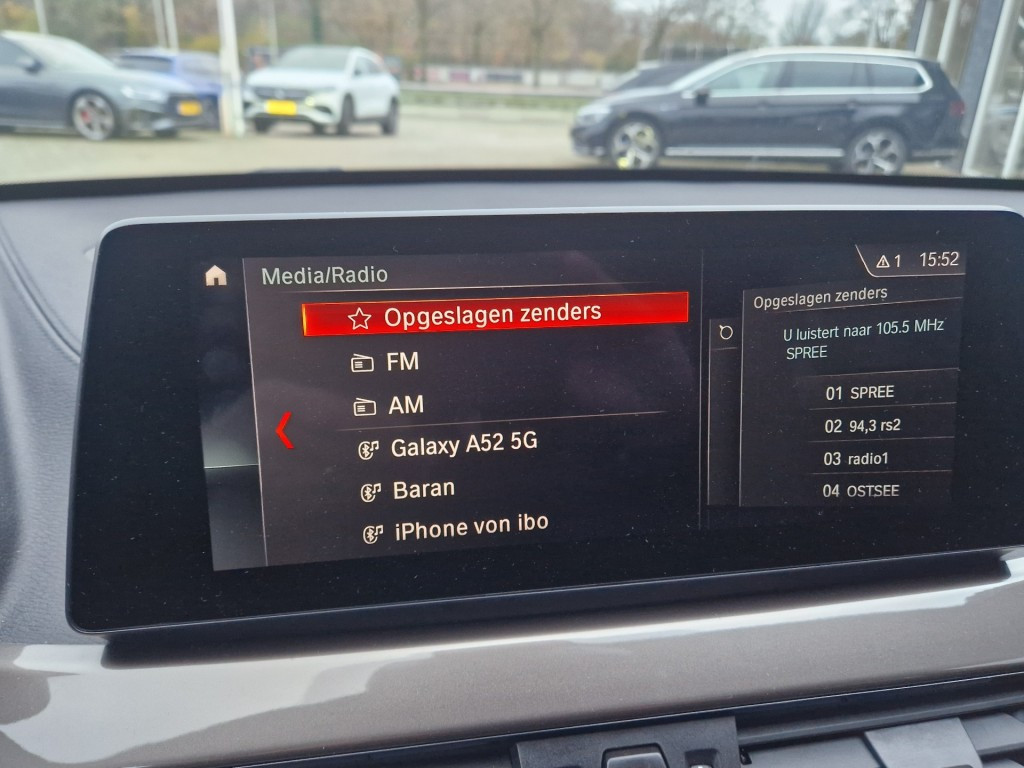 Media/Radio
Opgeslagen zenders
FM
AM
Galaxy A52 5G
Baran
iPhone von ibo
1 15:52
Opgeslagen zenders
U luistert naar 105.5 MHz
SPREE
01 SPREE
02 94,3 rs2
03 radio1
04 OSTSEE